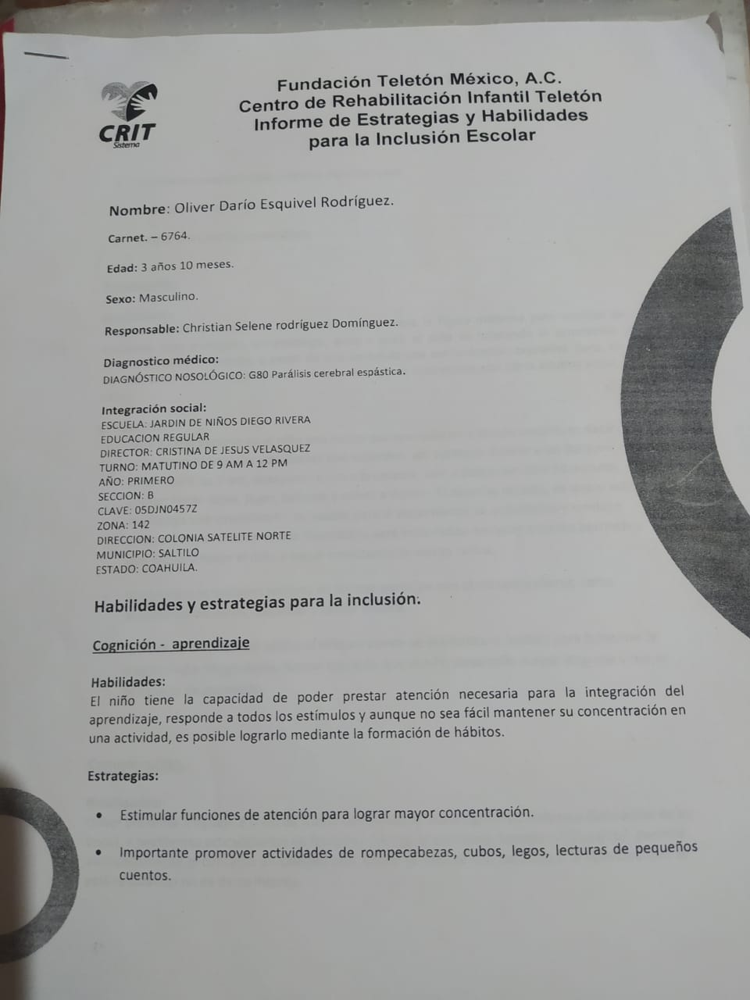 CRIT
Sistema
Fundación Teletón México, A.C.
Centro de Rehabilitación Infantil Teletón
Informe de Estrategias y Habilidades
para la Inclusión Escolar
Nombre: Oliver Darío Esquivel Rodríguez.
Carnet. – 6764.
Edad: 3 años 10 meses.
Sexo: Masculino.
Responsable: Christian Selene rodríguez Domínguez.
Diagnostico médico:
DIAGNÓSTICO NOSOLÓGICO: G80 Parálisis cerebral espástica.
Integración social:
ESCUELA: JARDIN DE NIÑOS DIEGO RIVERA
EDUCACION REGULAR
DIRECTOR: CRISTINA DE JESUS VELASQUEZ
TURNO: MATUTINO DE 9 AM A 12 PM
AÑO: PRIMERO
SECCION: B
CLAVE: 05DJN0457Z
ZONA: 142
DIRECCION: COLONIA SATELITE NORTE
MUNICIPIO: SALTILO
ESTADO: COAHUILA.
Habilidades y estrategias para la inclusión.
Cognición - aprendizaje
Habilidades:
El niño tiene la capacidad de poder prestar atención necesaria para la integración del
aprendizaje, responde a todos los estímulos y aunque no sea fácil mantener su concentración en
una actividad, es posible lograrlo mediante la formación de hábitos.
Estrategias:
• Estimular funciones de atención para lograr mayor concentración.
• Importante promover actividades de rompecabezas, cubos, legos, lecturas de pequeños
cuentos.